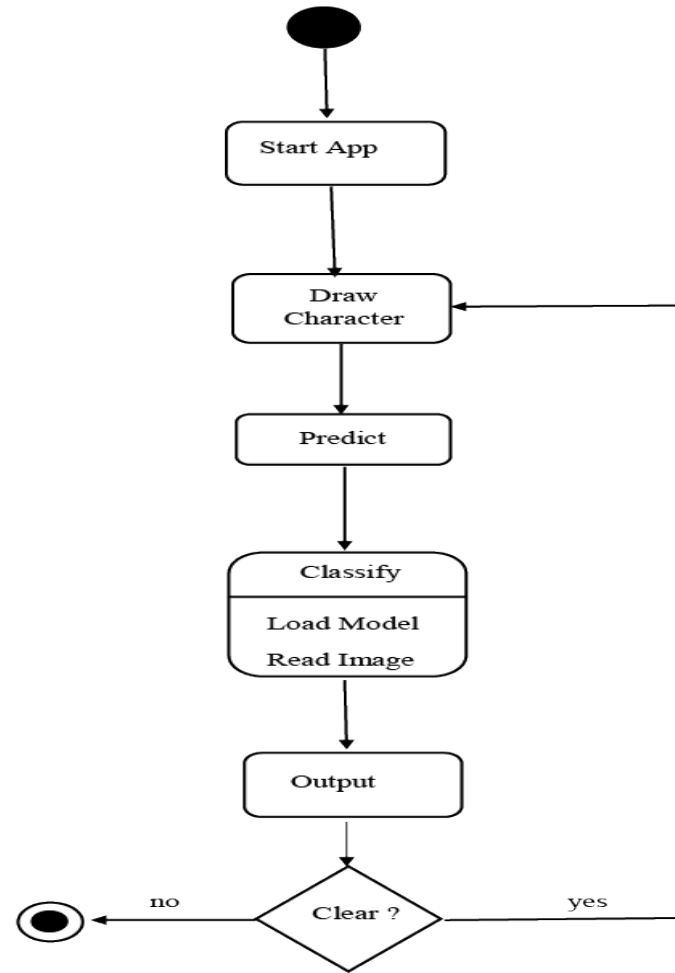 Start App
Draw
Character
Predict
Classify
Load Model
Read Image
Output
no
Clear ?
yes